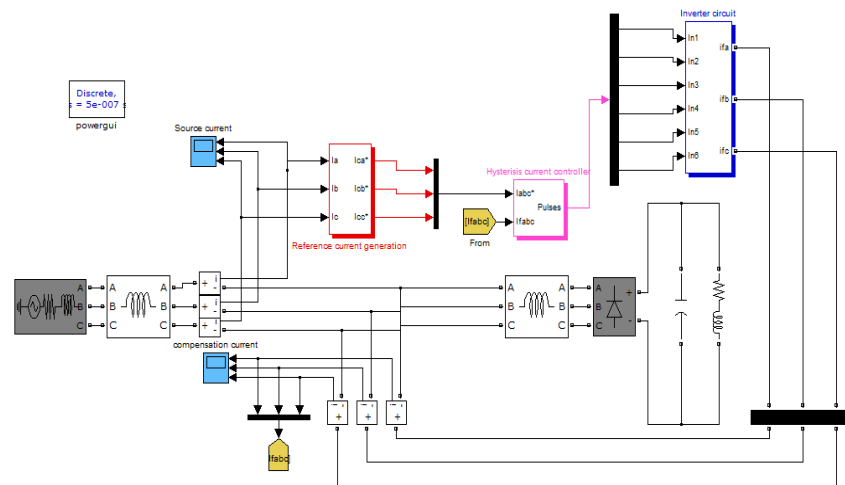 Inverter circuit
In1
In2
In3
In4
In5
In6
ifa
ifb
ifc
Discrete,
s = 5e-007 s
powergui
Source current
Ia
Ib
Ic
Ica*
Icb*
Icc*
Reference current generation
Hysterisis current controller
Iabc*
Ifabc
Pulses
[Ifabc]
From
A
B
C
A
B
C
A
B
C
+
-
i
+
-
i
+
-
i
A
B
C
A
B
C
A
B
C
+
-
compensation current
i
-
+
i
-
+
i
-
+
[Ifabc]